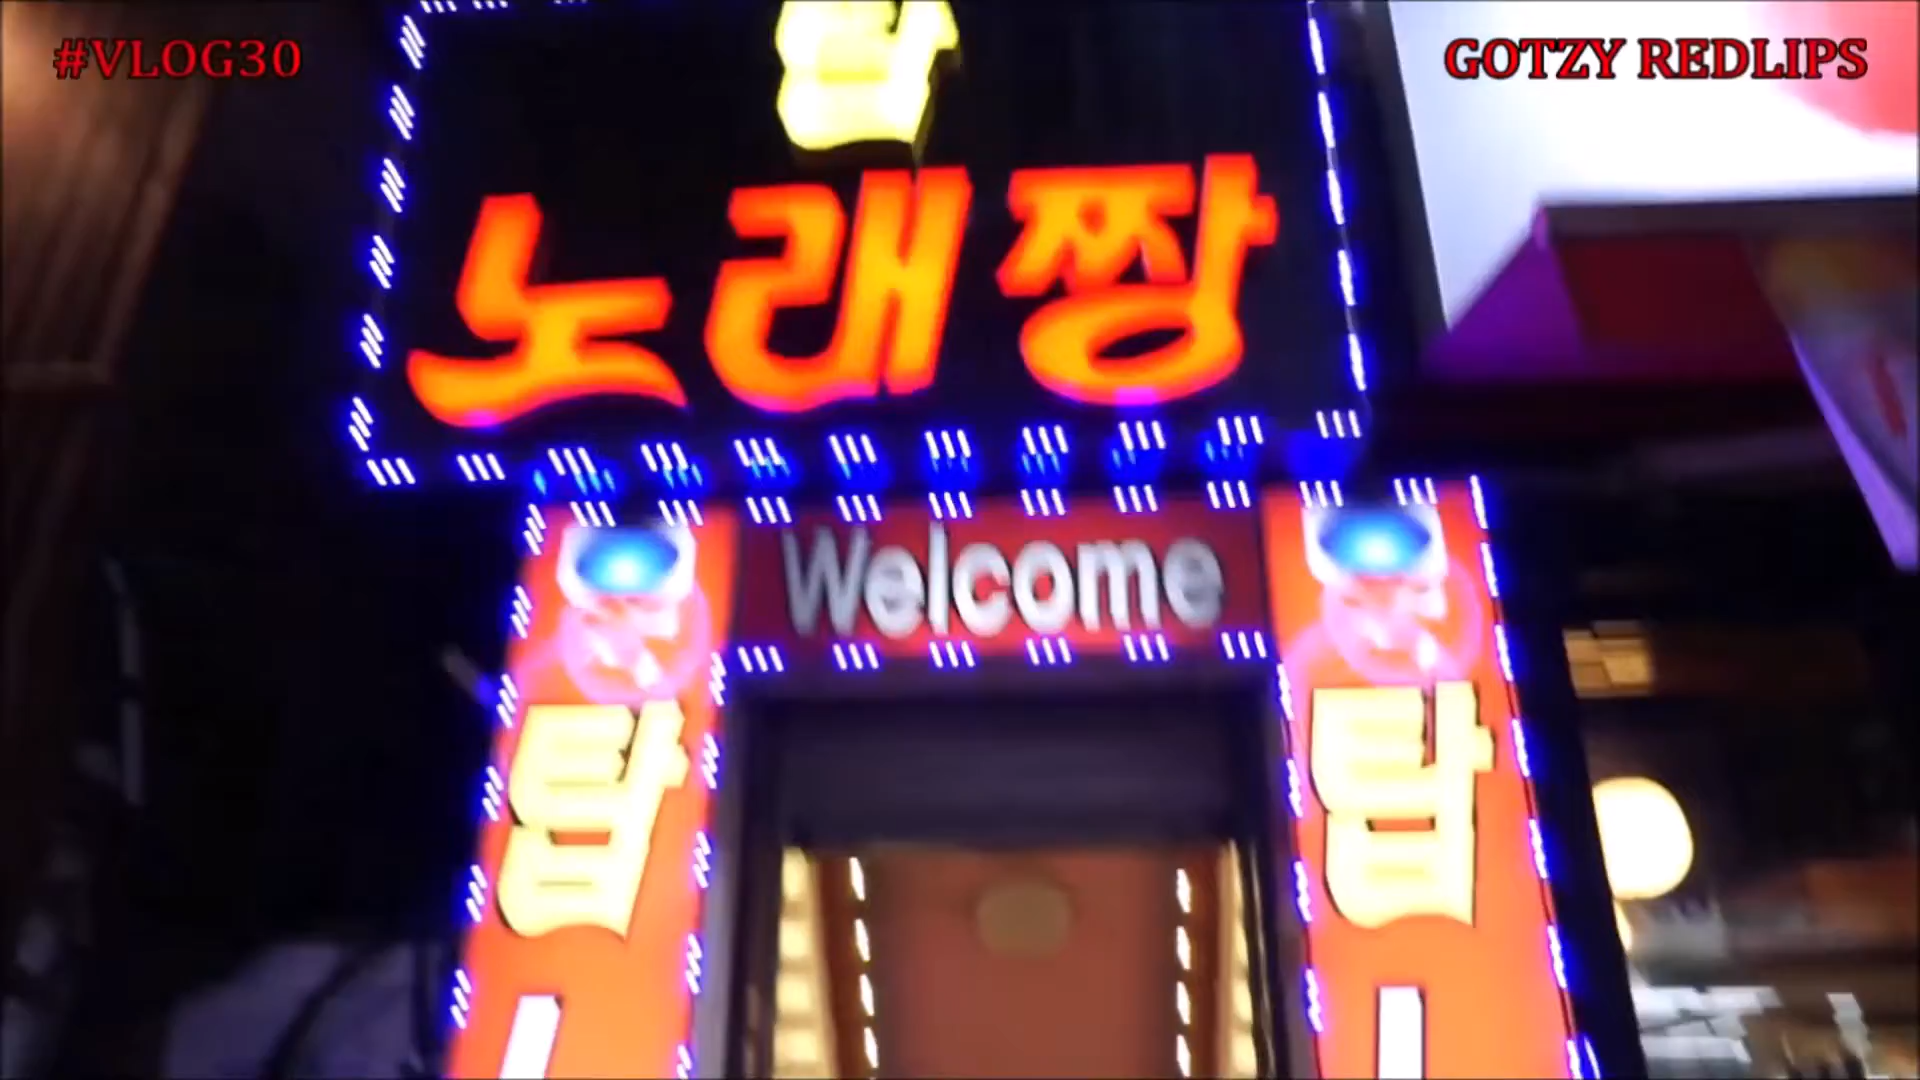 #VLOG30
GOTZY REDLIPS
노래짱
Welcome
탑
탑